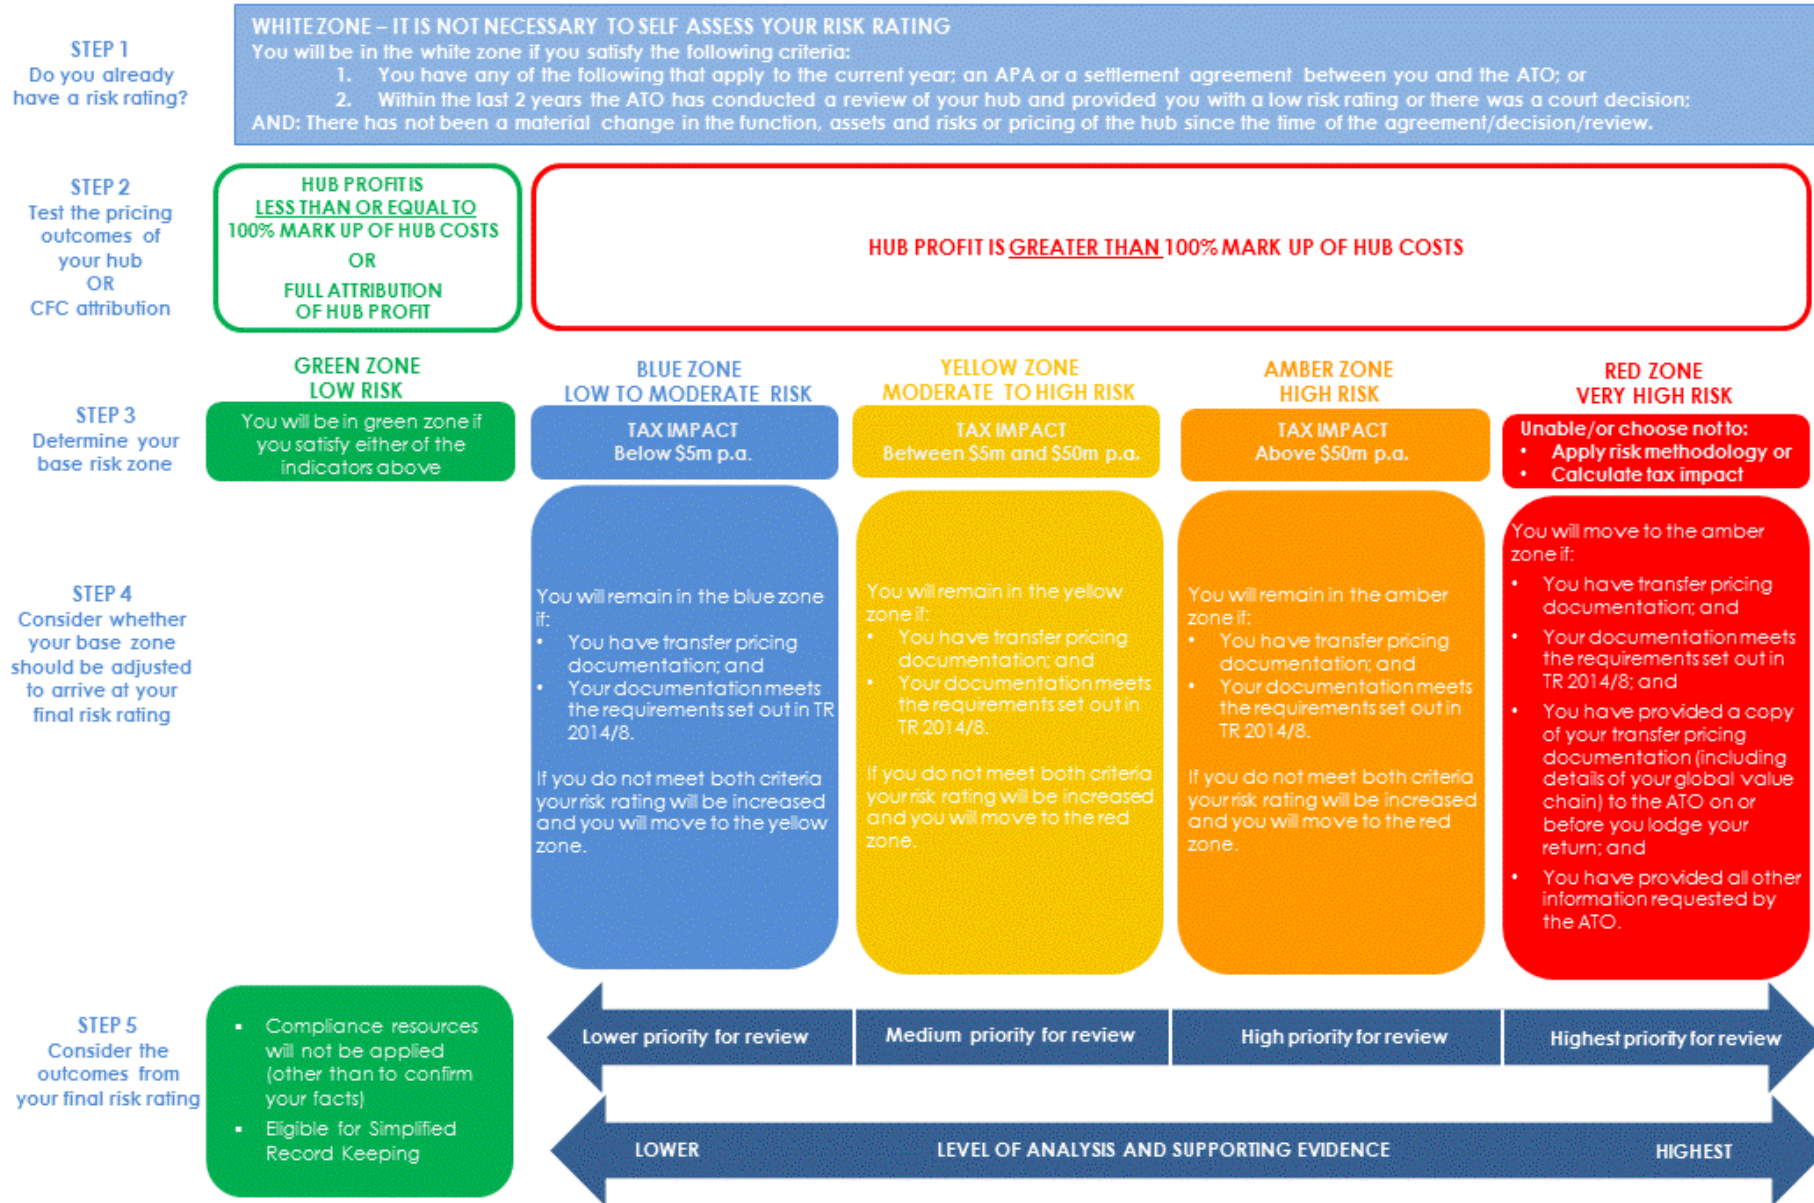 STEP 1
Do you already
have a risk rating?
WHITE ZONE – IT IS NOT NECESSARY TO SELF ASSESS YOUR RISK RATING
You will be in the white zone if you satisfy the following criteria:
1. You have any of the following that apply to the current year; an APA or a settlement agreement between you and the ATO; or
2. Within the last 2 years the ATO has conducted a review of your hub and provided you with a low risk rating or there was a court decision;
AND: There has not been a material change in the function, assets and risks or pricing of the hub since the time of the agreement/decision/review.
STEP 2
Test the pricing
outcomes of
your hub
OR
CFC attribution
HUB PROFIT IS
LESS THAN OR EQUAL TO
100% MARK UP OF HUB COSTS
OR
FULL ATTRIBUTION
OF HUB PROFIT
HUB PROFIT IS GREATER THAN 100% MARK UP OF HUB COSTS
STEP 3
Determine your
base risk zone
GREEN ZONE
LOW RISK
You will be in green zone if
you satisfy either of the
indicators above
BLUE ZONE
LOW TO MODERATE RISK
TAX IMPACT
Below $5m p.a.
YELLOW ZONE
MODERATE TO HIGH RISK
TAX IMPACT
Between $5m and $50m p.a.
AMBER ZONE
HIGH RISK
TAX IMPACT
Above $50m p.a.
RED ZONE
VERY HIGH RISK
Unable/or choose not to:
• Apply risk methodology or
• Calculate tax impact
STEP 4
Consider whether
your base zone
should be adjusted
to arrive at your
final risk rating
You will remain in the blue zone
if:
• You have transfer pricing
documentation; and
• Your documentation meets
the requirements set out in TR
2014/8.
If you do not meet both criteria
your risk rating will be increased
and you will move to the yellow
zone.
You will remain in the yellow
zone if:
• You have transfer pricing
documentation; and
• Your documentation meets
the requirements set out in
TR 2014/8.
If you do not meet both criteria
your risk rating will be increased
and you will move to the red
zone.
You will remain in the amber
zone if:
• You have transfer pricing
documentation; and
• Your documentation meets
the requirements set out in
TR 2014/8.
If you do not meet both criteria
your risk rating will be increased
and you will move to the red
zone.
You will move to the amber
zone if:
• You have transfer pricing
documentation; and
• Your documentation meets
the requirements set out in
TR 2014/8; and
• You have provided a copy
of your transfer pricing
documentation (including
details of your global value
chain) to the ATO on or
before you lodge your
return; and
• You have provided all other
information requested by
the ATO.
STEP 5
Consider the
outcomes from
your final risk rating
▪ Compliance resources
will not be applied
(other than to confirm
your facts)
▪ Eligible for Simplified
Record Keeping
Lower priority for review
Medium priority for review
High priority for review
Highest priority for review
LOWER
LEVEL OF ANALYSIS AND SUPPORTING EVIDENCE
HIGHEST